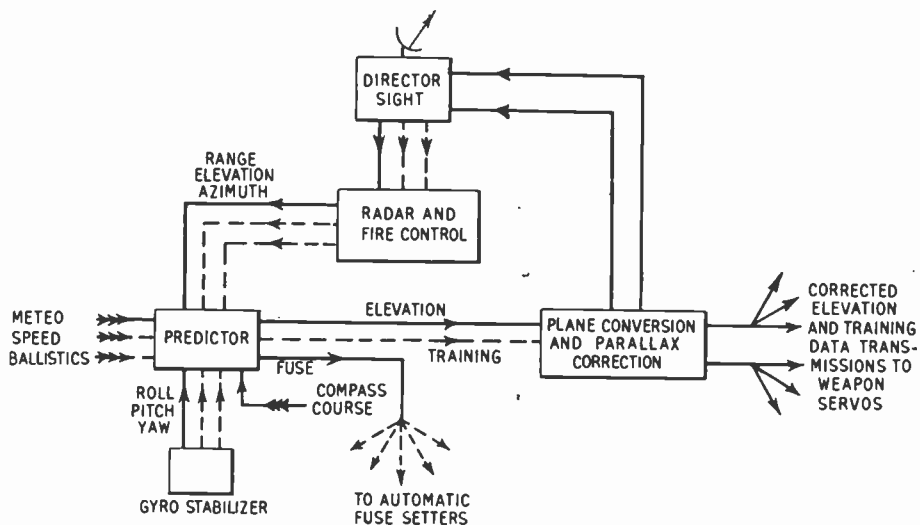 DIRECTOR
SIGHT
RANGE
ELEVATION
AZIMUTH
RADAR AND
FIRE CONTROL
METEO
SPEED
BALLISTICS
PREDICTOR
ELEVATION
TRAINING
FUSE
PLANE CONVERSION
AND PARALLAX
CORRECTION
CORRECTED
ELEVATION
AND TRAINING
DATA TRANS-
MISSIONS TO
WEAPON
SERVOS
ROLL
PITCH
YAW
COMPASS
COURSE
GYRO STABILIZER
TO AUTOMATIC
FUSE SETTERS